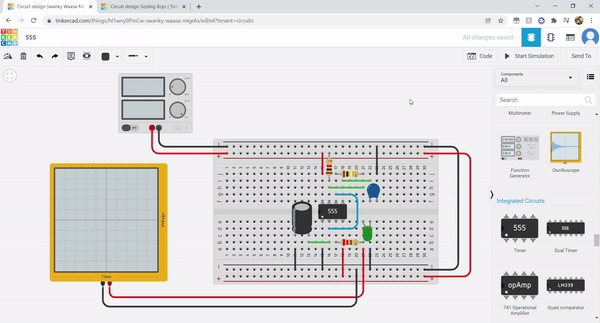 Circuit design Swanky Waasa-Mi
Circuit design Sizzling Bojo | Tin
tinkercad.com/things/hf1wny9PmCw-swanky-waasa-migelo/editel?tenant=circuits
TIN
KER
CAD
555
All changes saved
Code
Start Simulation
Send To
Components
All
Search
Multimeter
Power Supply
Function
Generator
Oscilloscope
Integrated Circuits
555
556
Timer
Dual Timer
opAmp
LM339
741 Operational
Amplifier
Quad comparator
Voltage
Time
555